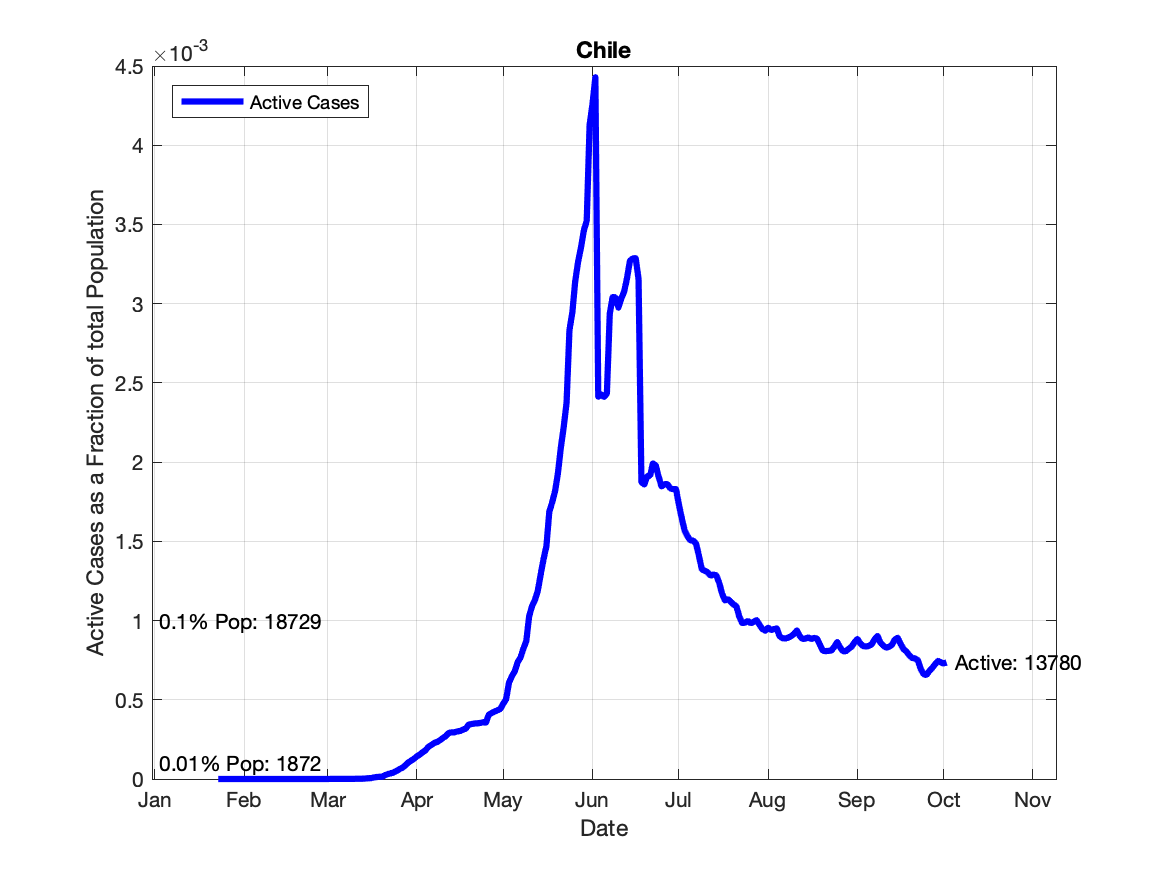 Chile
×10-3
4.5
Active Cases
4
3.5
3
2.5
2
1.5
1
0.1% Pop: 18729
Active: 13780
0.5
0.01% Pop: 1872
0
Jan Feb Mar Apr May Jun Jul Aug Sep Oct Nov
Date
Active Cases as a Fraction of total Population